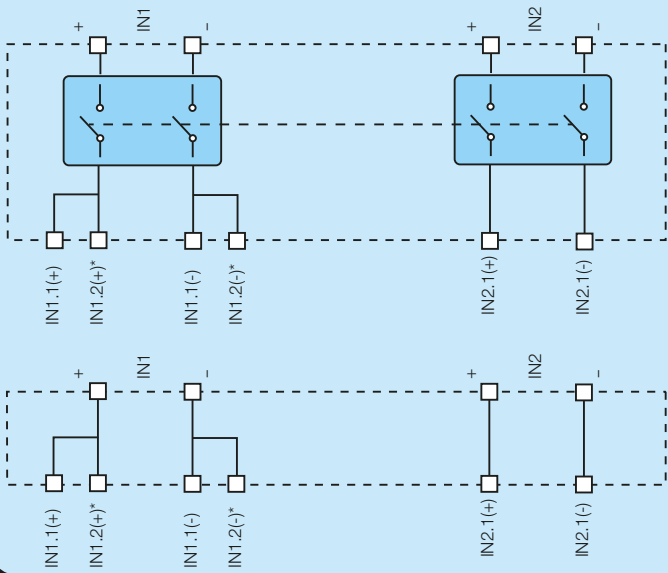 + IN1 – + IN2 –
IN1.1(+)
IN1.2(+)*
IN1.1(-)
IN1.2(-)*
IN2.1(+)
IN2.1(-)
+ IN1 – + IN2 –
IN1.1(+)
IN1.2(+)*
IN1.1(-)
IN1.2(-)*
IN2.1(+)
IN2.1(-)